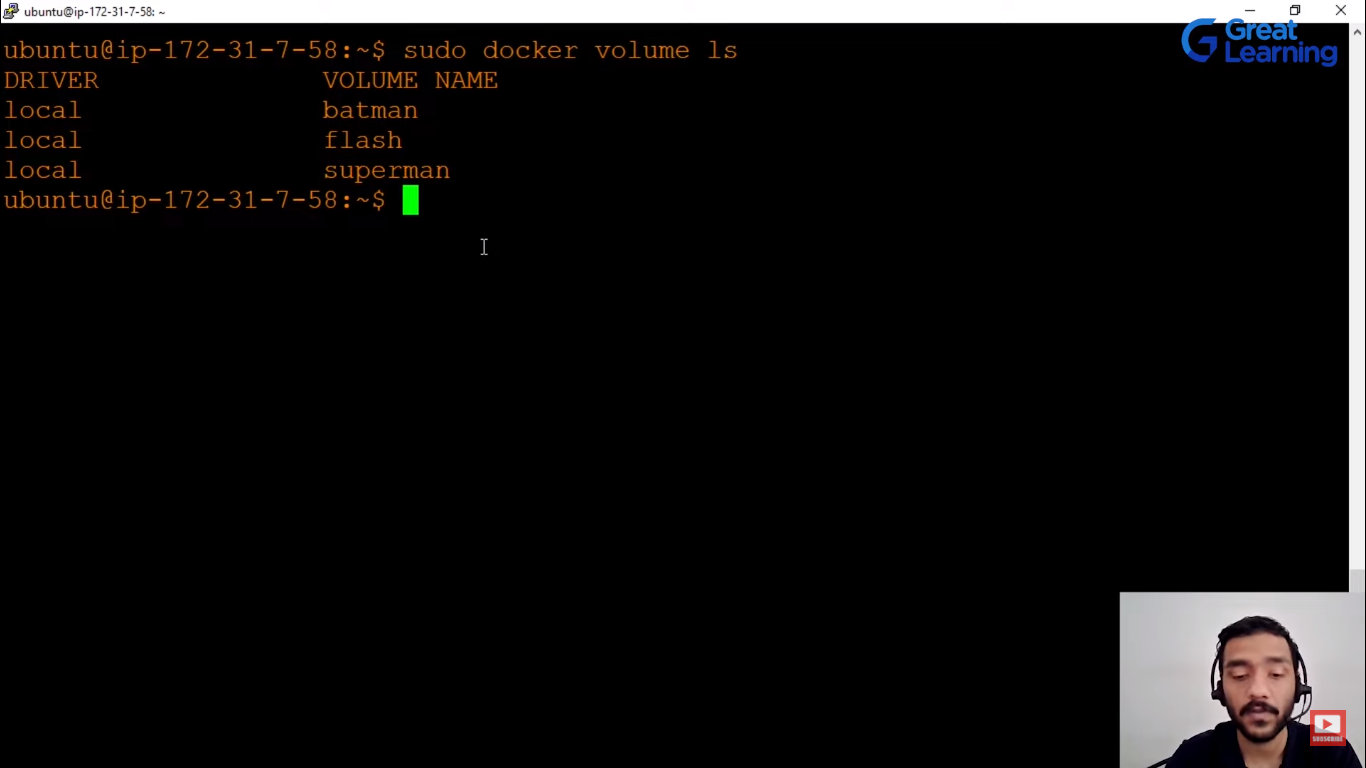 ubuntu@ip-172-31-7-58: ~
Great
Learning
ubuntu@ip-172-31-7-58:~$ sudo docker volume ls
DRIVER VOLUME NAME
local batman
local flash
local superman
ubuntu@ip-172-31-7-58:~$
SUBSCRIBE